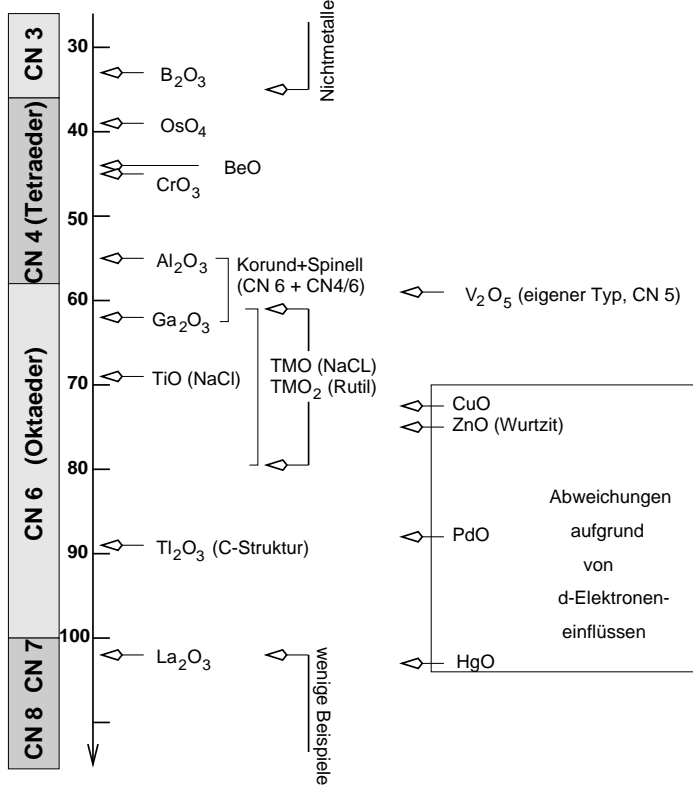 CN 3
CN 4 (Tetraeder)
CN 6 (Oktaeder)
CN 7
CN 8
30
40
50
60
70
80
90
100
B2O3
OsO4
BeO
CrO3
Al2O3
Ga2O3
TiO (NaCl)
Tl2O3 (C-Struktur)
La2O3
Nichtmetalle
Korund+Spinell
(CN 6 + CN4/6)
TMO (NaCL)
TMO2 (Rutil)
wenige Beispiele
V2O5 (eigener Typ, CN 5)
CuO
ZnO (Wurtzit)
PdO
HgO
Abweichungen
aufgrund
von
d-Elektronen-
einflüssen